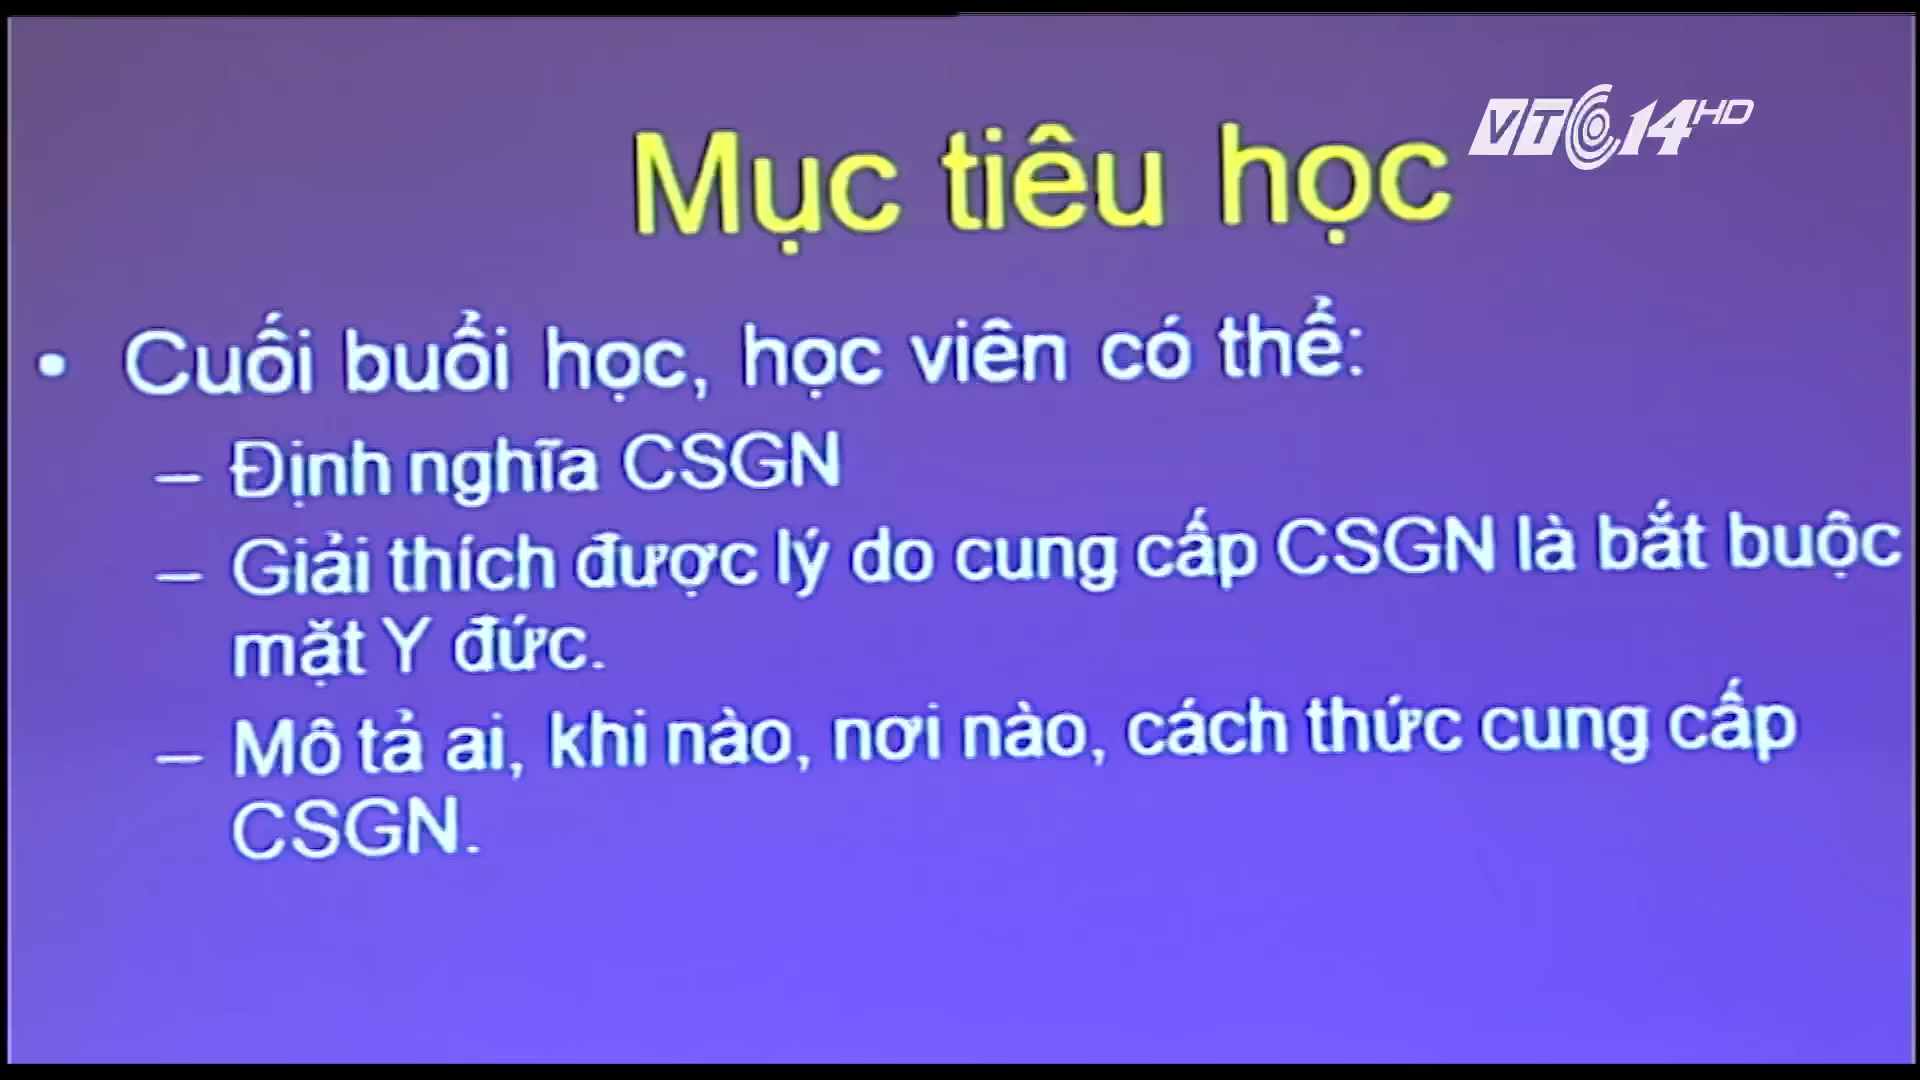 VTC14 HD
Mục tiêu học
• Cuối buổi học, học viên có thể:
– Định nghĩa CSGN
– Giải thích được lý do cung cấp CSGN là bắt buộc
mặt Y đức.
– Mô tả ai, khi nào, nơi nào, cách thức cung cấp
CSGN.